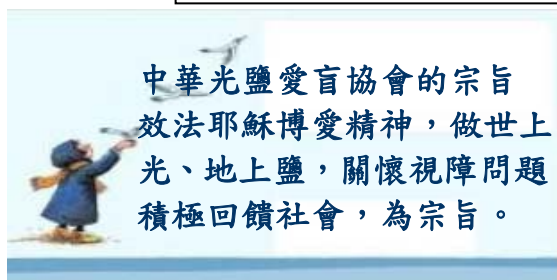 中華光鹽愛盲協會的宗旨
效法耶穌博愛精神，做世上
光、地上鹽，關懷視障問題
積極回饋社會，為宗旨。